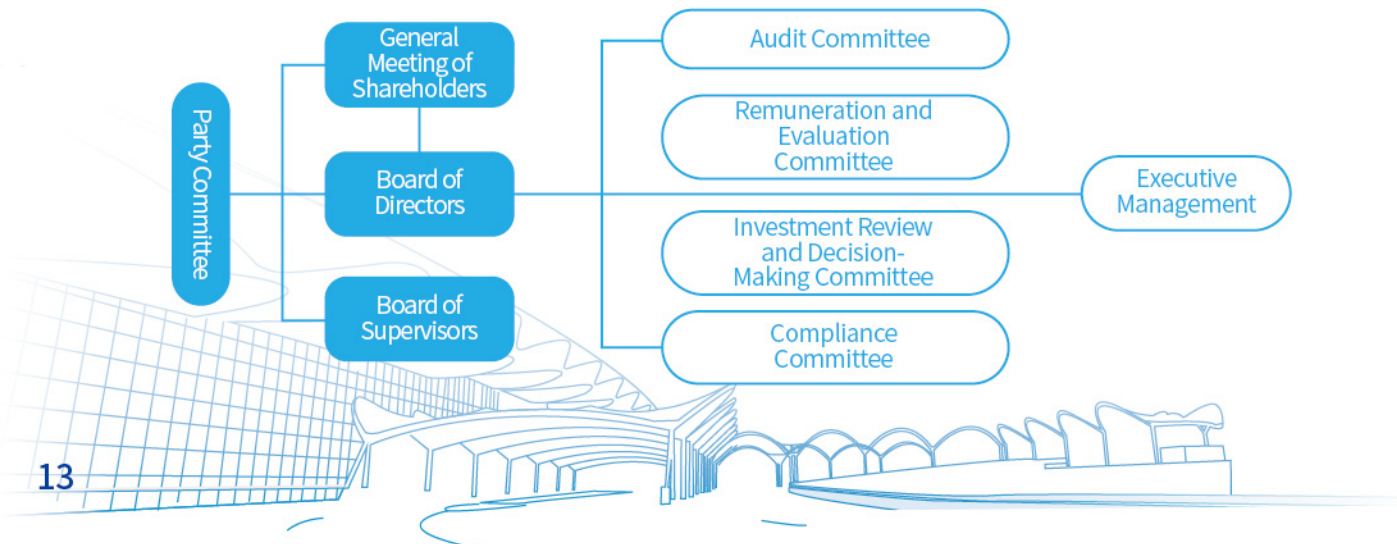 Party Committee
General
Meeting of
Shareholders
Board of
Directors
Board of
Supervisors
Audit Committee
Remuneration and
Evaluation
Committee
Investment Review
and Decision-
Making Committee
Compliance
Committee
Executive
Management
13